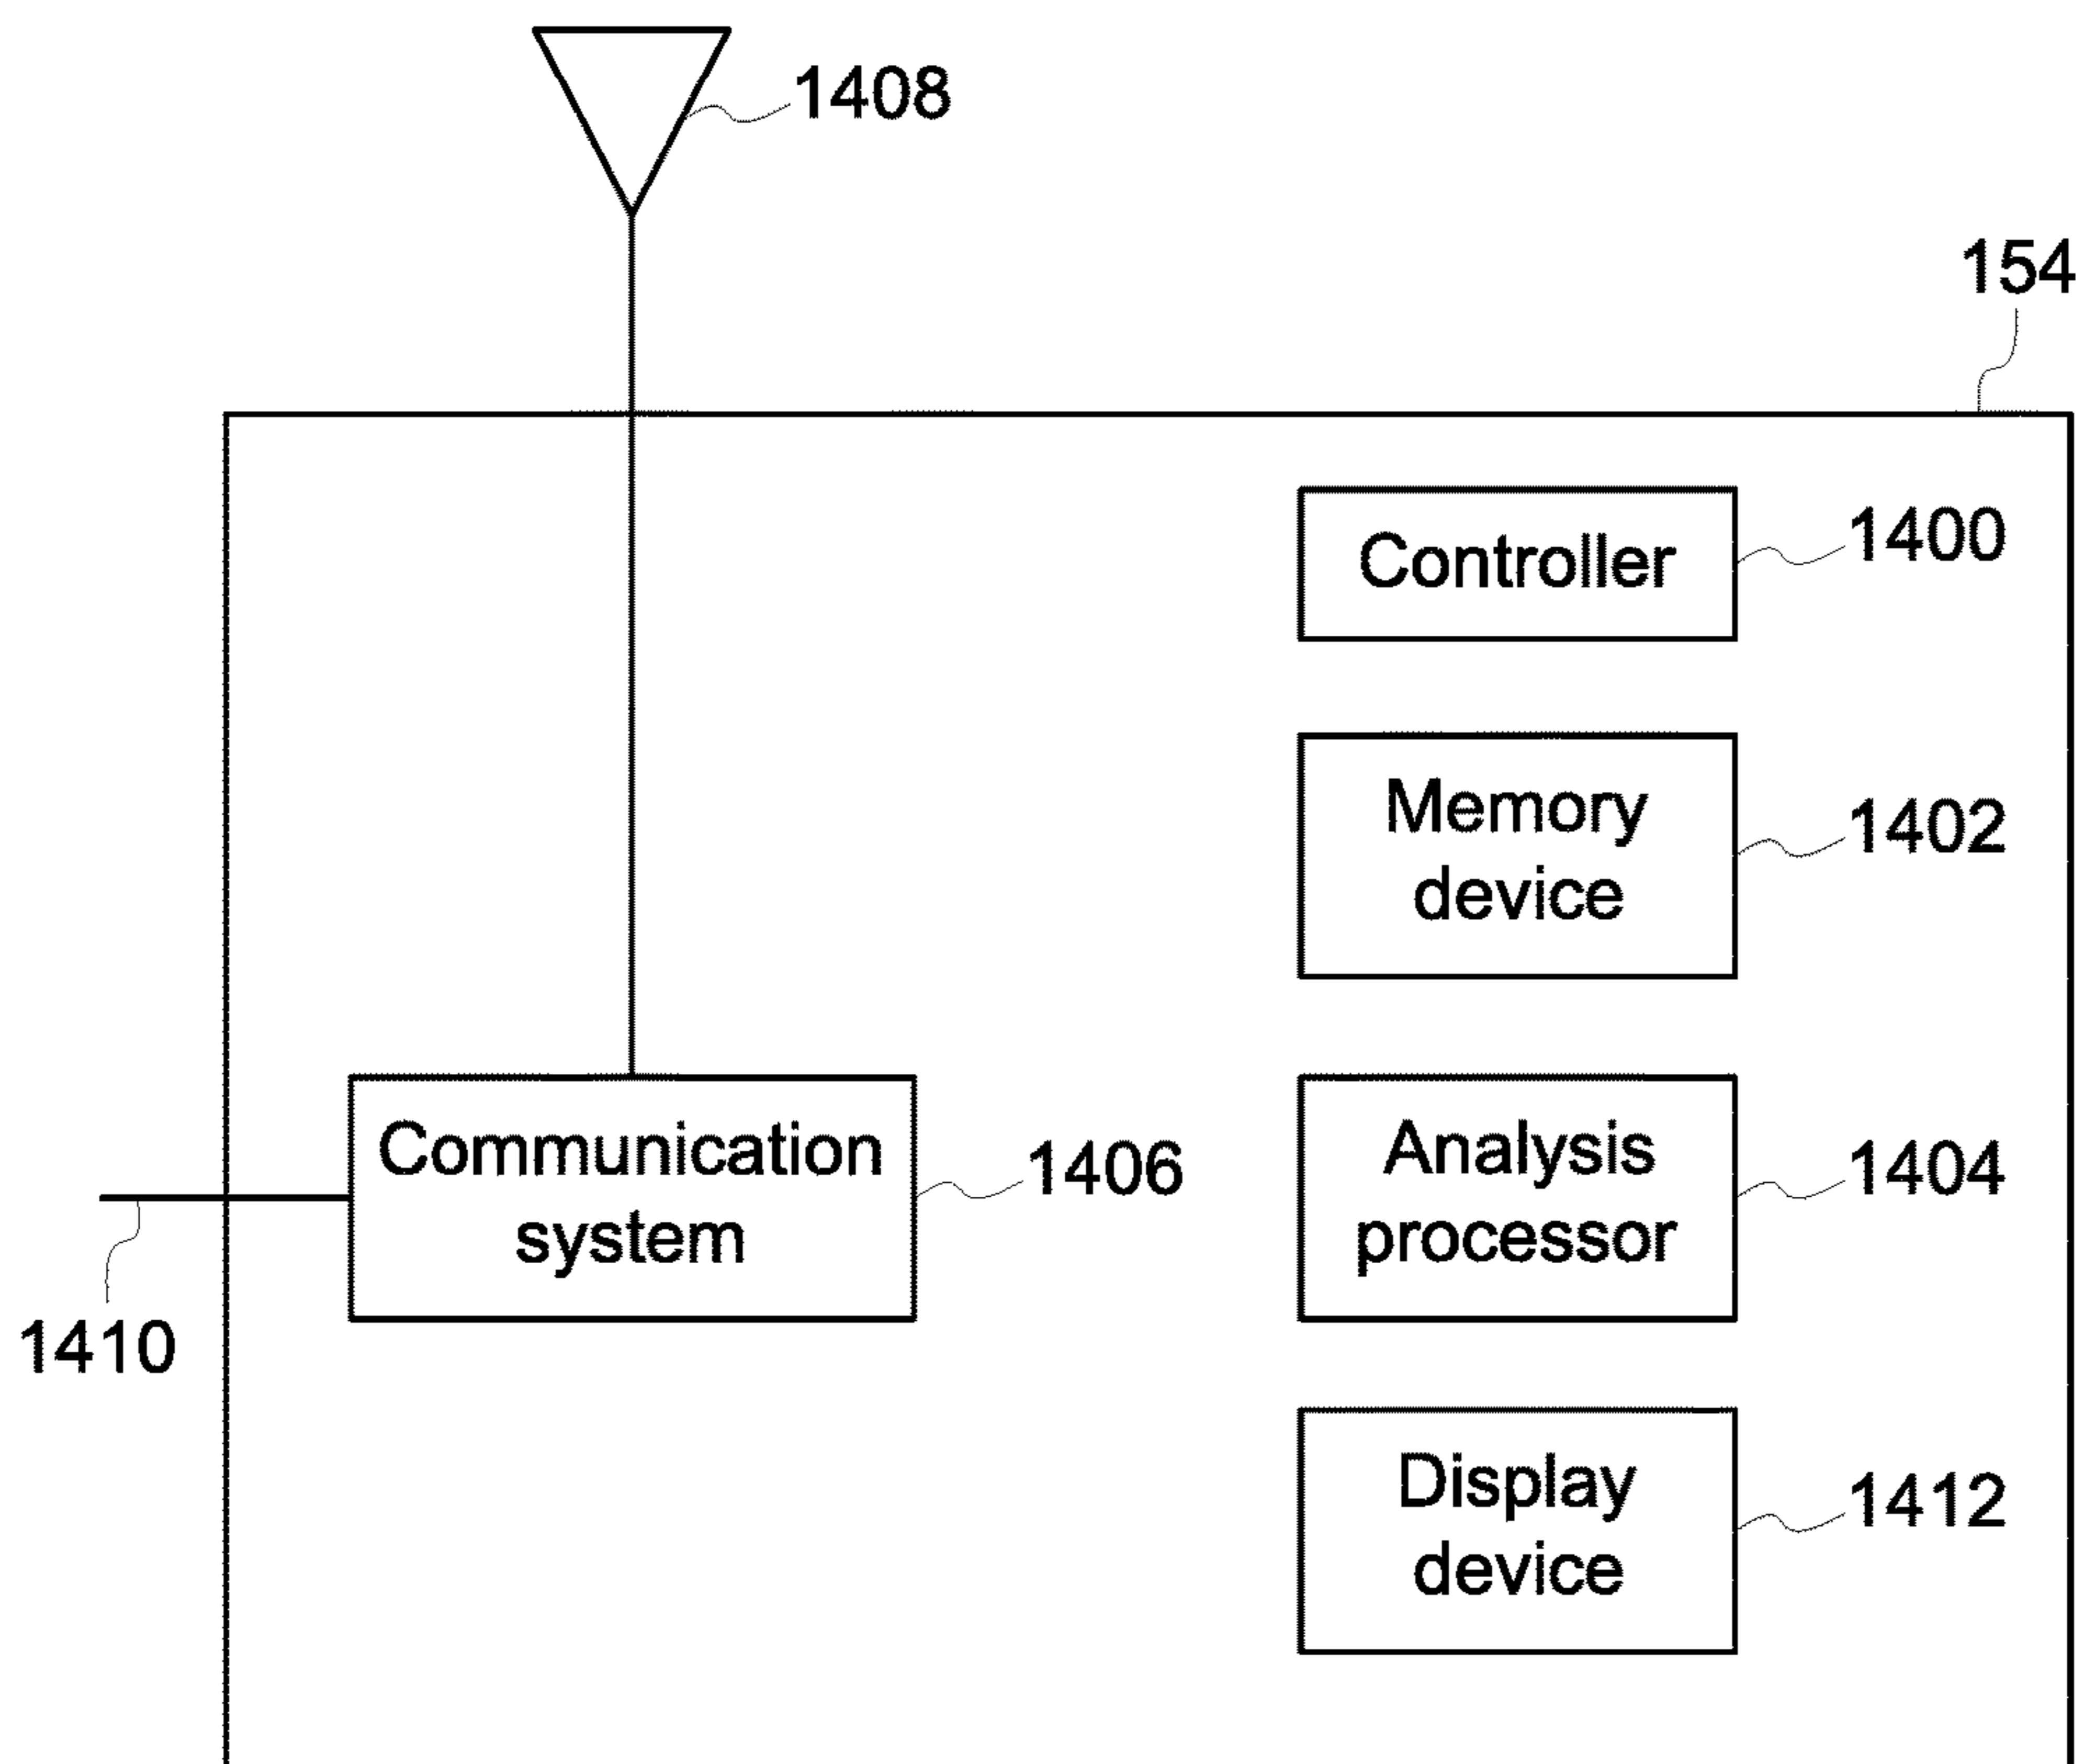 1408
154
Controller
1400
Memory
device
1402
Communication
system
1406
Analysis
processor
1404
1410
Display
device
1412